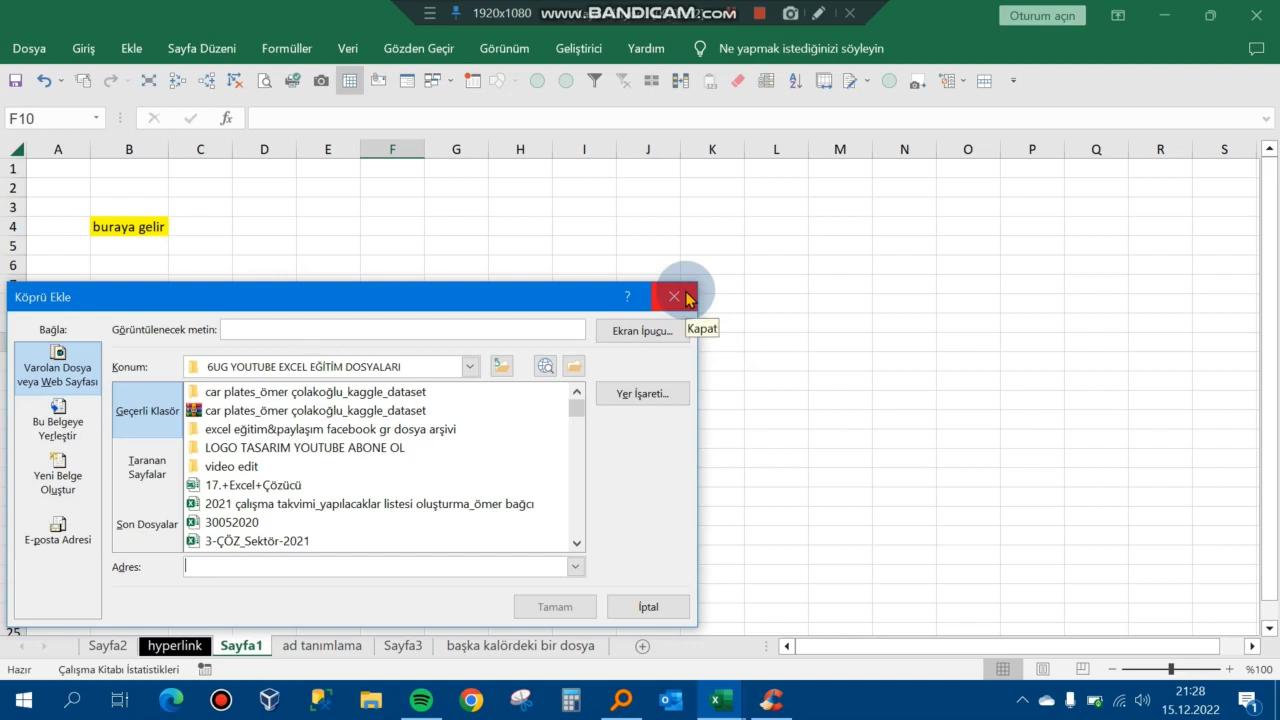 1920x1080
www.BANDICAM.com
Oturum açın
Dosya Giriş Ekle Sayfa Düzeni Formüller Veri Gözden Geçir Görünüm Geliştirici Yardım Ne yapmak istediğinizi söyleyin
F10
fx
A B C D E F G H I J K L M N O P Q R S
1
2
3
4 buraya gelir
5
6
Köprü Ekle ?
Kapat
Bağla: Görüntülenecek metin: Ekran İpucu...
Varolan Dosya veya Web Sayfası
Bu Belgeye Yerleştir
Yeni Belge Oluştur
E-posta Adresi
Konum: 6UG YOUTUBE EXCEL EĞİTİM DOSYALARI
Yer İşareti...
Geçerli Klasör
Taranan Sayfalar
Son Dosyalar
car plates_ömer çolakoğlu_kaggle_dataset
car plates_ömer çolakoğlu_kaggle_dataset
excel eğitim&paylaşım facebook gr dosya arşivi
LOGO TASARIM YOUTUBE ABONE OL
video edit
17.+Excel+Çözücü
2021 çalışma takvimi_yapılacaklar listesi oluşturma_ömer bağcı
30052020
3-ÇÖZ_Sektör-2021
Adres:
Tamam İptal
25
Sayfa2 hyperlink Sayfa1 ad tanımlama Sayfa3 başka kalördeki bir dosya
Hazır Çalışma Kitabı İstatistikleri %100
21:28
15.12.2022
1